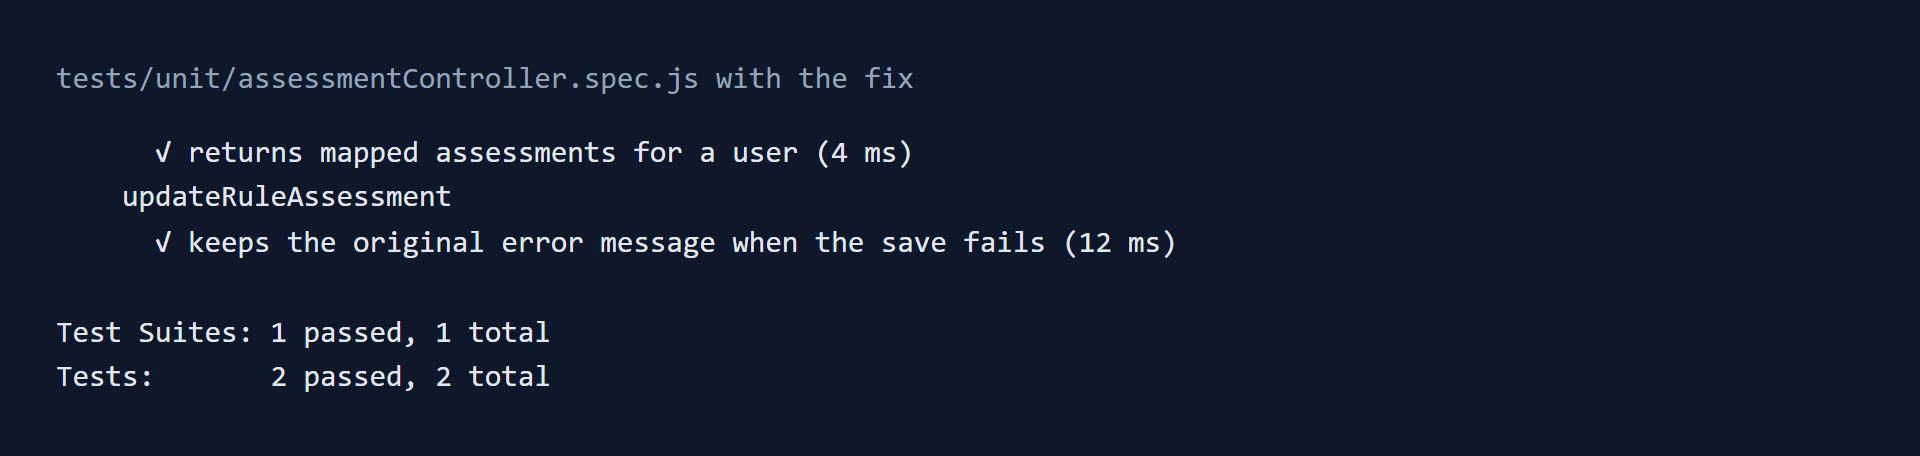 tests/unit/assessmentController.spec.js with the fix
√ returns mapped assessments for a user (4 ms)
updateRuleAssessment
√ keeps the original error message when the save fails (12 ms)
Test Suites: 1 passed, 1 total
Tests:       2 passed, 2 total